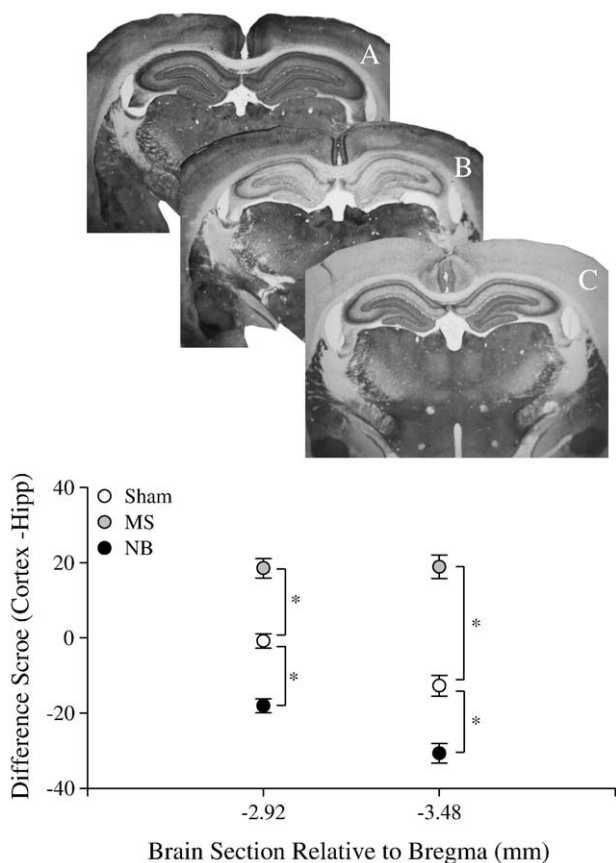 A
B
C
40
20
0
-20
-40
Difference Scroe (Cortex -Hipp)
Sham
MS
NB
*
*
*
*
-2.92
-3.48
Brain Section Relative to Bregma (mm)